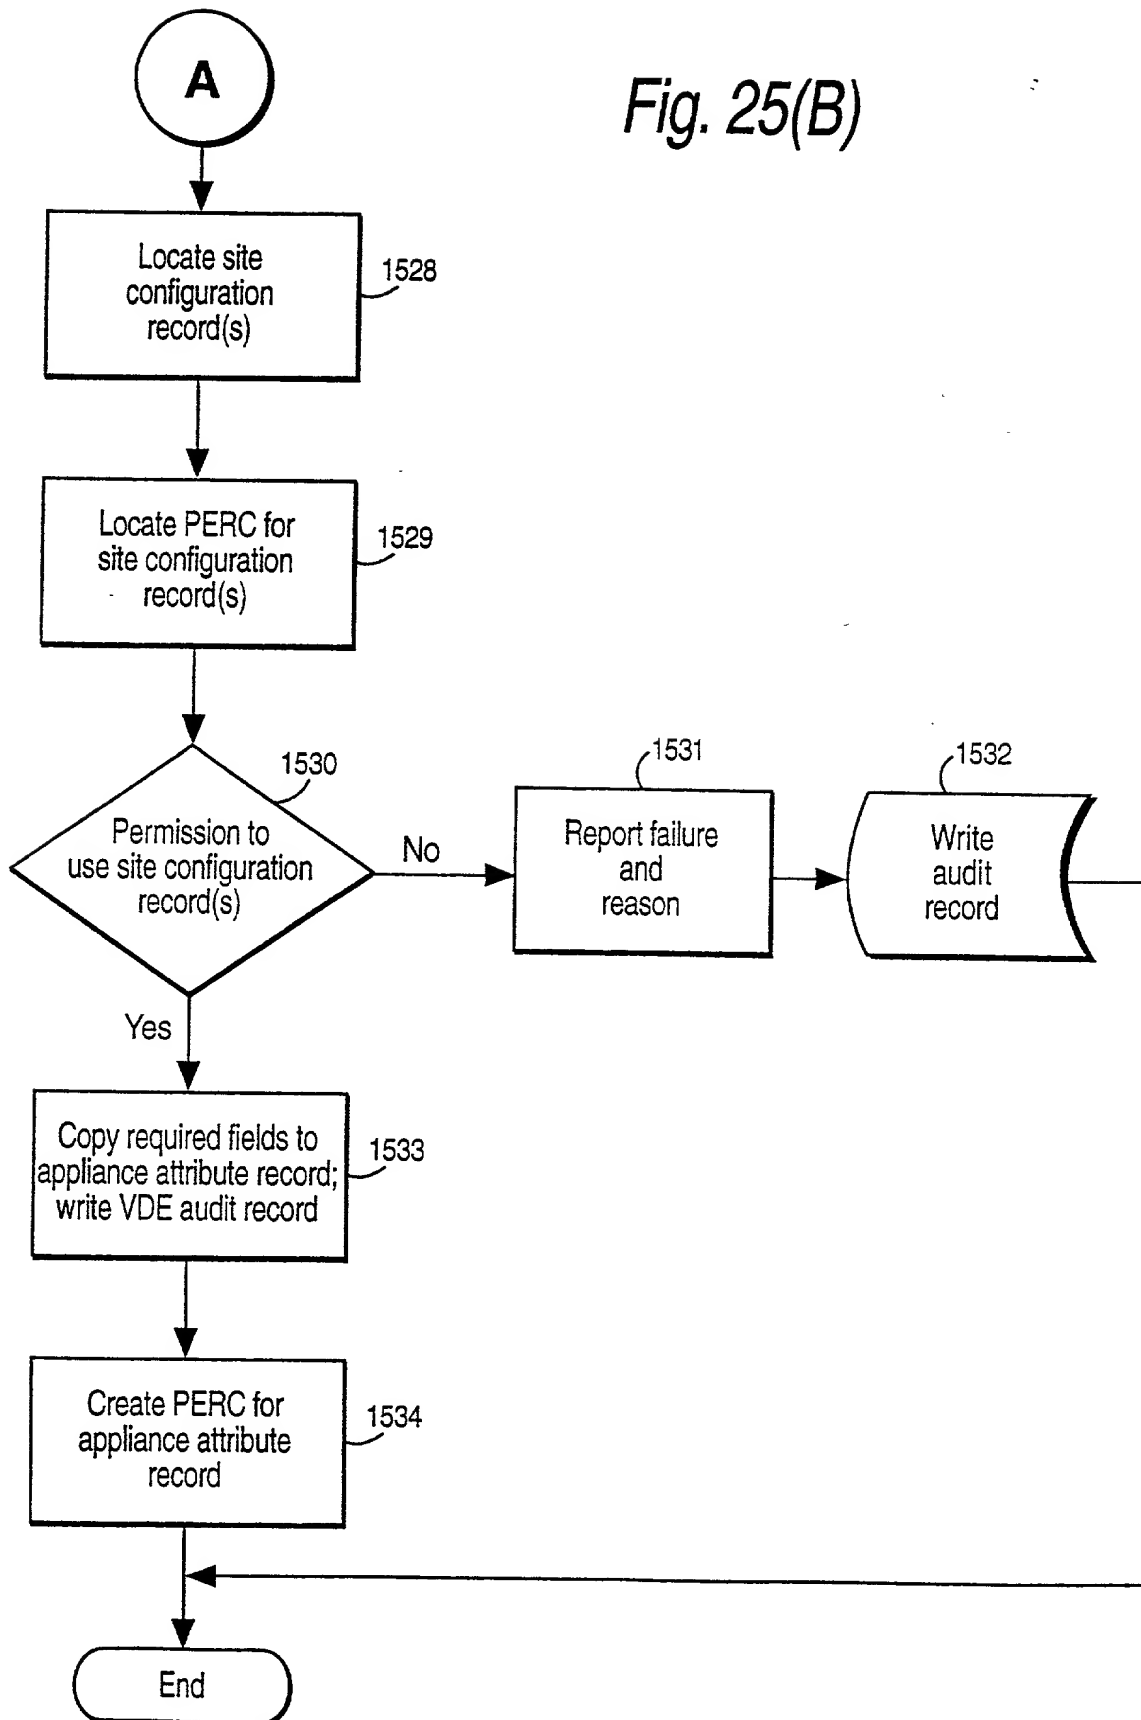 A
Fig. 25(B)
Locate site
configuration
record(s)
1528
Locate PERC for
site configuration
record(s)
1529
Permission to
use site configuration
record(s)
1530
No
Report failure
and
reason
1531
Write
audit
record
1532
Yes
Copy required fields to
appliance attribute record;
write VDE audit record
1533
Create PERC for
appliance attribute
record
1534
End